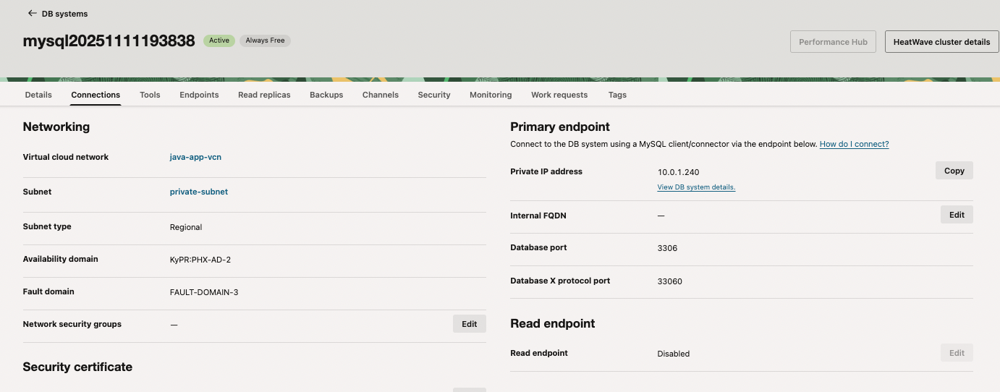 ← DB systems
mysql20251111193838 Active Always Free
Performance Hub HeatWave cluster details
Details Connections Tools Endpoints Read replicas Backups Channels Security Monitoring Work requests Tags
Networking
Virtual cloud network java-app-vcn
Subnet private-subnet
Subnet type Regional
Availability domain KyPR:PHX-AD-2
Fault domain FAULT-DOMAIN-3
Network security groups — Edit
Security certificate
Primary endpoint
Connect to the DB system using a MySQL client/connector via the endpoint below. How do I connect?
Private IP address 10.0.1.240 Copy
View DB system details.
Internal FQDN — Edit
Database port 3306
Database X protocol port 33060
Read endpoint
Read endpoint Disabled Edit